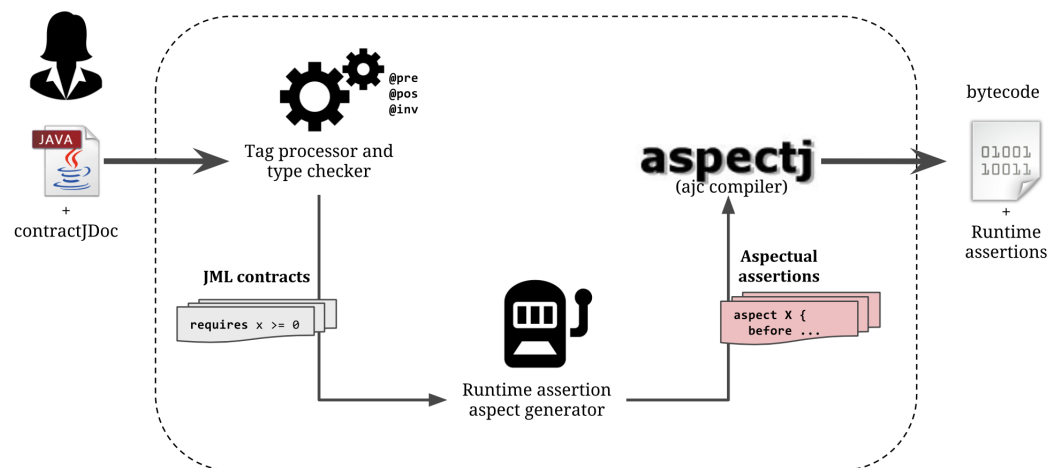 @pre
@pos
@inv
bytecode
JAVA
Tag processor and
type checker
aspectj
(ajc compiler)
01001
10011
+
contractJDoc
+
Runtime
assertions
JML contracts
requires x >= 0
Aspectual
assertions
aspect X {
before ...
Runtime assertion
aspect generator